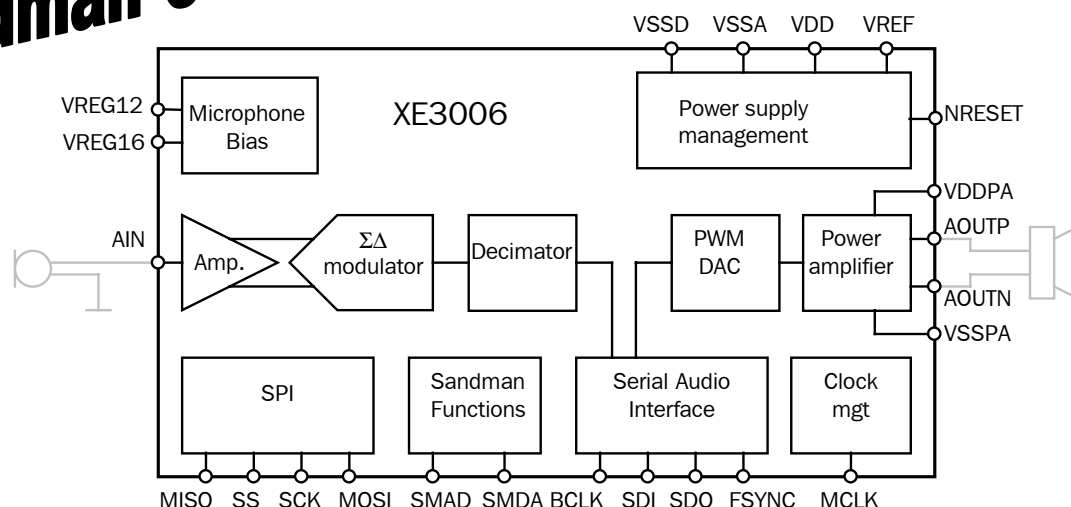 VSSD VSSA VDD VREF
VREG12
VREG16
Microphone
Bias
XE3006
Power supply
management
NRESET
VDDPA
AIN
Amp.
ΣΔ
modulator
Decimator
PWM
DAC
Power
amplifier
AOUTP
AOUTN
VSSPA
SPI
Sandman
Functions
Serial Audio
Interface
Clock
mgt
MISO SS SCK MOSI SMAD SMDA BCLK SDI SDO FSYNC MCLK